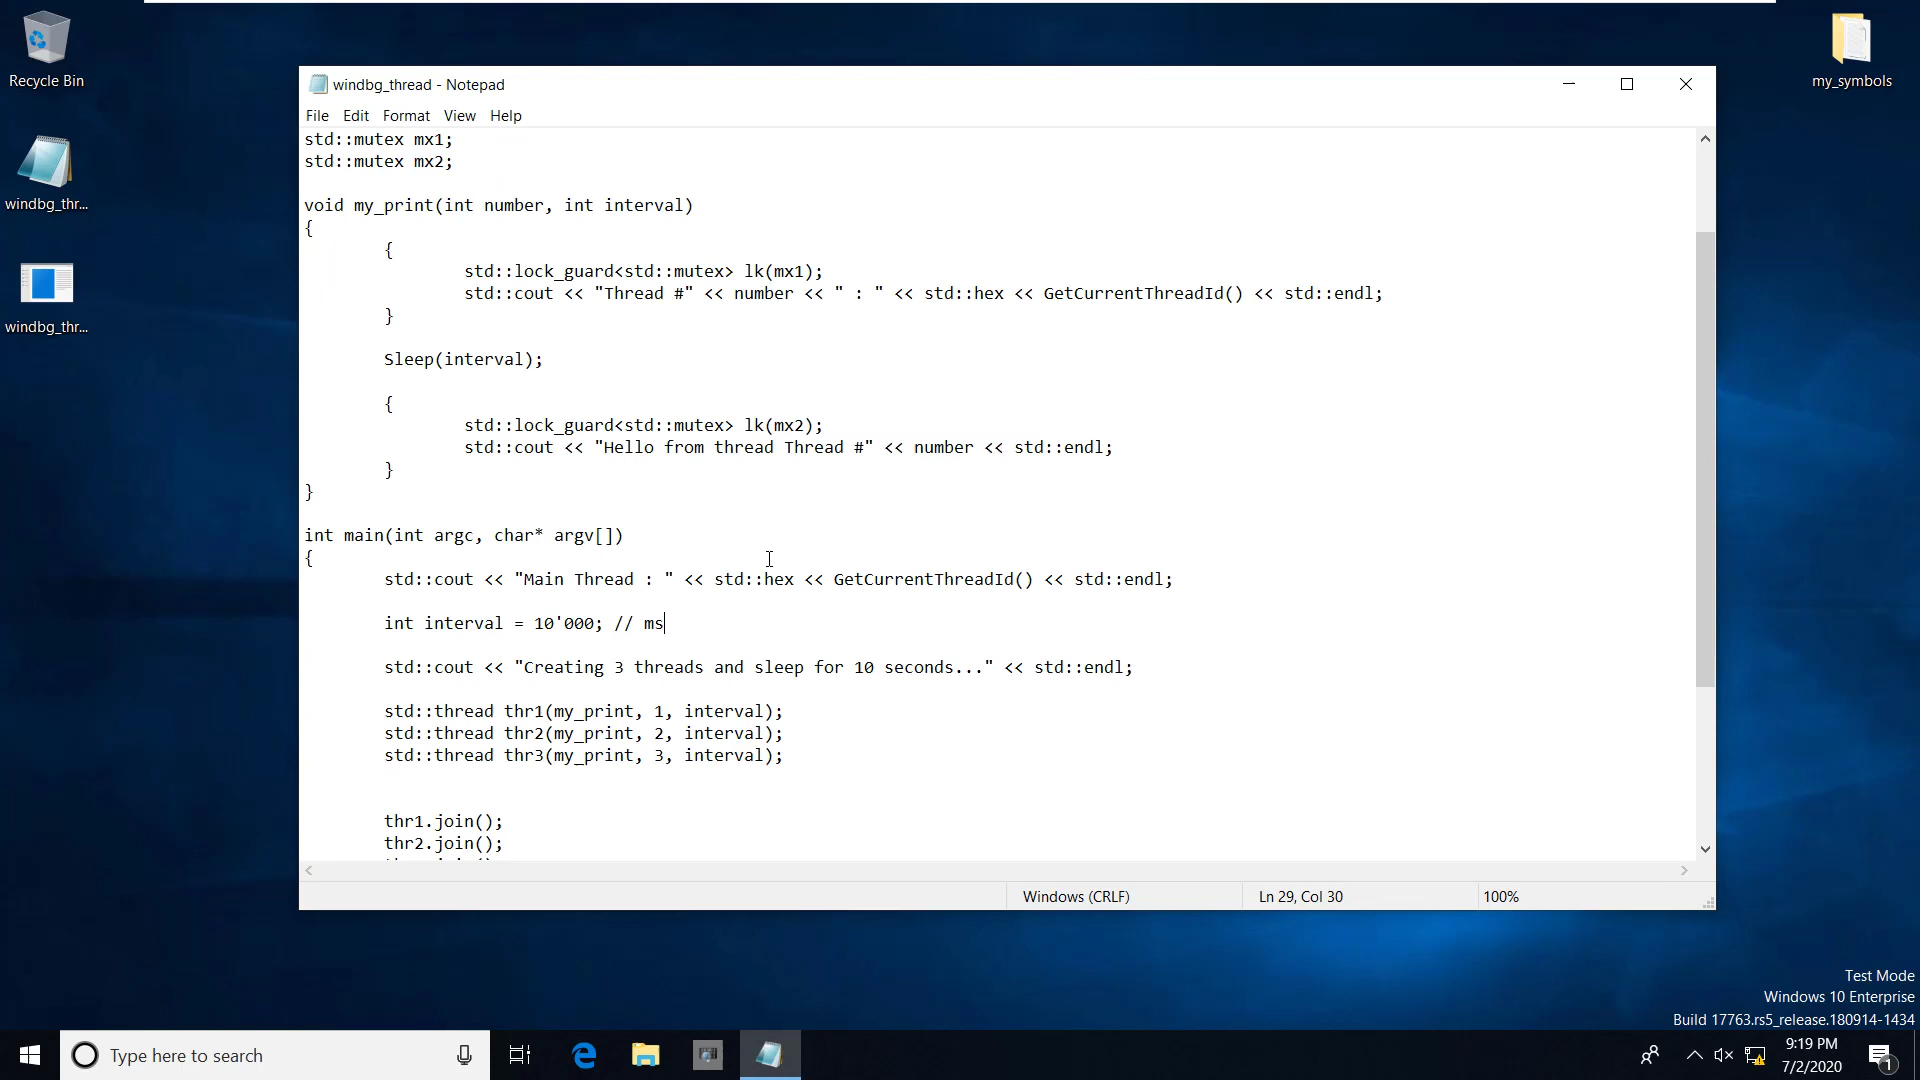 Recycle Bin
windbg_thr...
windbg_thr...
my_symbols
windbg_thread - Notepad
File Edit Format View Help
std::mutex mx1;
std::mutex mx2;
void my_print(int number, int interval)
{
{
std::lock_guard<std::mutex> lk(mx1);
std::cout << "Thread #" << number << " : " << std::hex << GetCurrentThreadId() << std::endl;
}
Sleep(interval);
{
std::lock_guard<std::mutex> lk(mx2);
std::cout << "Hello from thread Thread #" << number << std::endl;
}
}
int main(int argc, char* argv[])
{
std::cout << "Main Thread : " << std::hex << GetCurrentThreadId() << std::endl;
int interval = 10'000; // ms
std::cout << "Creating 3 threads and sleep for 10 seconds..." << std::endl;
std::thread thr1(my_print, 1, interval);
std::thread thr2(my_print, 2, interval);
std::thread thr3(my_print, 3, interval);
thr1.join();
thr2.join();
Windows (CRLF) Ln 29, Col 30 100%
Test Mode
Windows 10 Enterprise
Build 17763.rs5_release.180914-1434
Type here to search
9:19 PM
7/2/2020
1